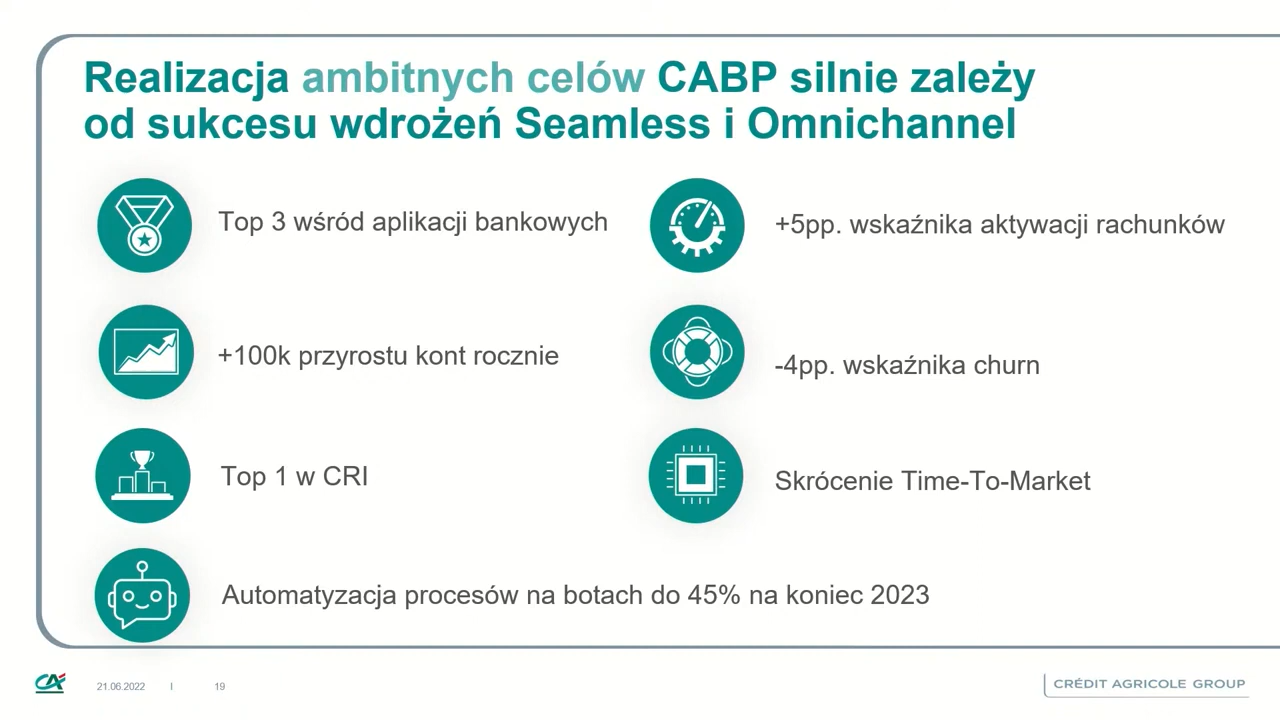 Realizacja ambitnych celów CABP silnie zależy
od sukcesu wdrożeń Seamless i Omnichannel
Top 3 wśród aplikacji bankowych
+5pp. wskaźnika aktywacji rachunków
+100k przyrostu kont rocznie
-4pp. wskaźnika churn
Top 1 w CRI
Skrócenie Time-To-Market
Automatyzacja procesów na botach do 45% na koniec 2023
CA
21.06.2022 I 19
CRÉDIT AGRICOLE GROUP